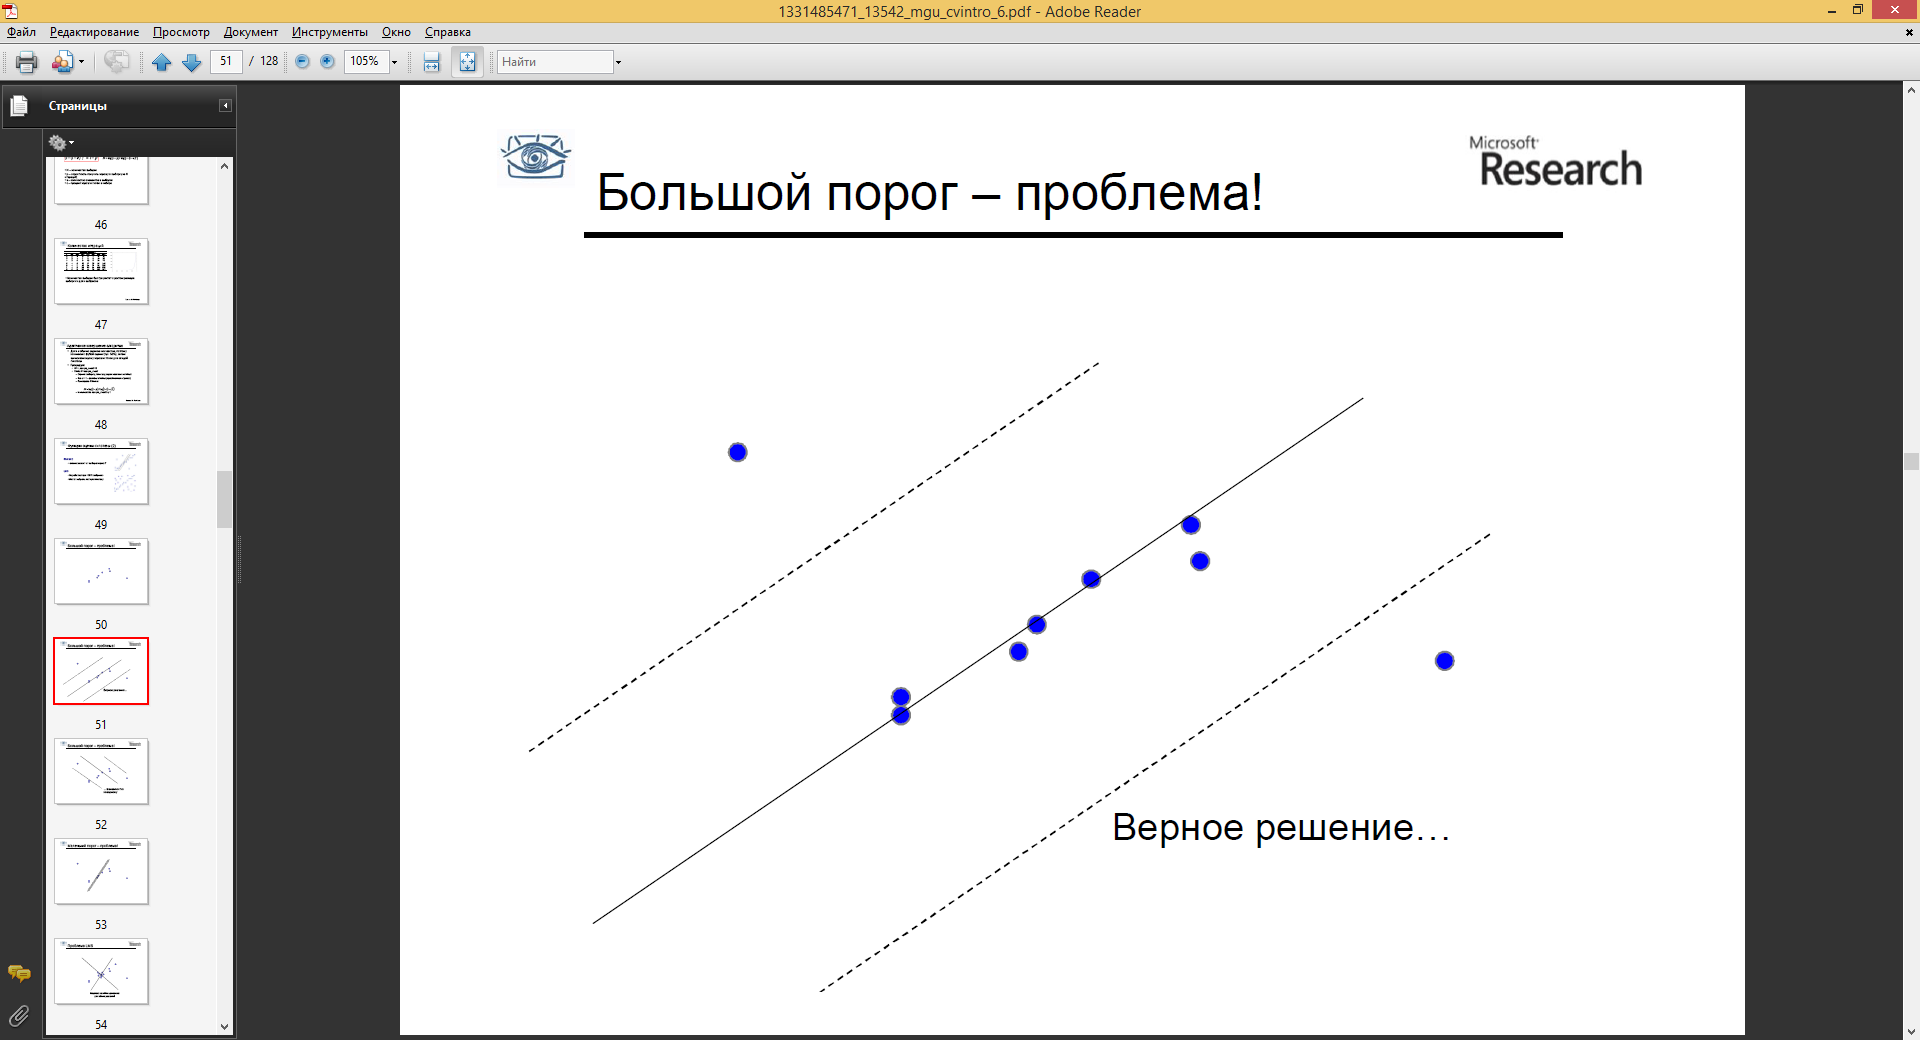 1331485471_13542_mgu_cvintro_6.pdf - Adobe Reader
Файл Редактирование Просмотр Документ Инструменты Окно Справка
51 / 128 105% Найти
Страницы
46
47
48
49
50
51
52
53
54
Microsoft
Research
Большой порог – проблема!
Верное решение…